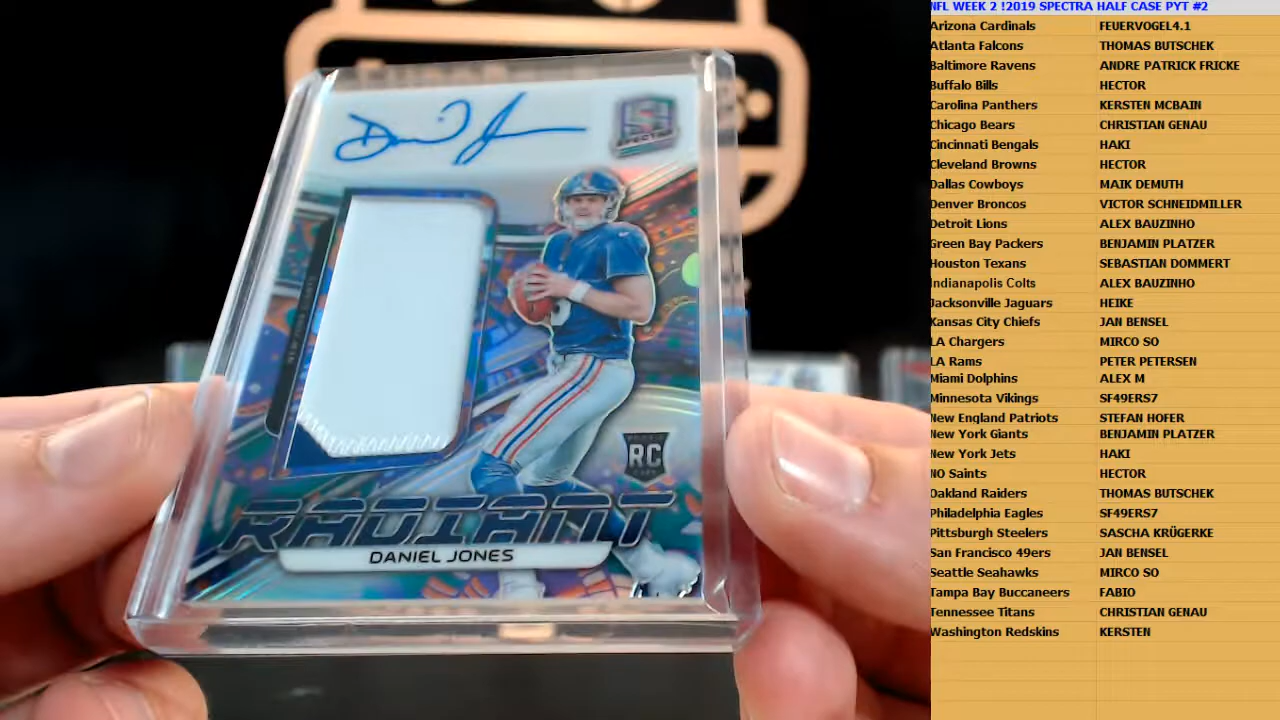 SPECTRA
RC
RADIANT
DANIEL JONES
NFL WEEK 2 !2019 SPECTRA HALF CASE PYT #2
Arizona Cardinals FEUERVOGEL4.1
Atlanta Falcons THOMAS BUTSCHEK
Baltimore Ravens ANDRE PATRICK FRICKE
Buffalo Bills HECTOR
Carolina Panthers KERSTEN MCBAIN
Chicago Bears CHRISTIAN GENAU
Cincinnati Bengals HAKI
Cleveland Browns HECTOR
Dallas Cowboys MAIK DEMUTH
Denver Broncos VICTOR SCHNEIDMILLER
Detroit Lions ALEX BAUZINHO
Green Bay Packers BENJAMIN PLATZER
Houston Texans SEBASTIAN DOMMERT
Indianapolis Colts ALEX BAUZINHO
Jacksonville Jaguars HEIKE
Kansas City Chiefs JAN BENSEL
LA Chargers MIRCO SO
LA Rams PETER PETERSEN
Miami Dolphins ALEX M
Minnesota Vikings SF49ERS7
New England Patriots STEFAN HOFER
New York Giants BENJAMIN PLATZER
New York Jets HAKI
NO Saints HECTOR
Oakland Raiders THOMAS BUTSCHEK
Philadelphia Eagles SF49ERS7
Pittsburgh Steelers SASCHA KRÜGERKE
San Francisco 49ers JAN BENSEL
Seattle Seahawks MIRCO SO
Tampa Bay Buccaneers FABIO
Tennessee Titans CHRISTIAN GENAU
Washington Redskins KERSTEN